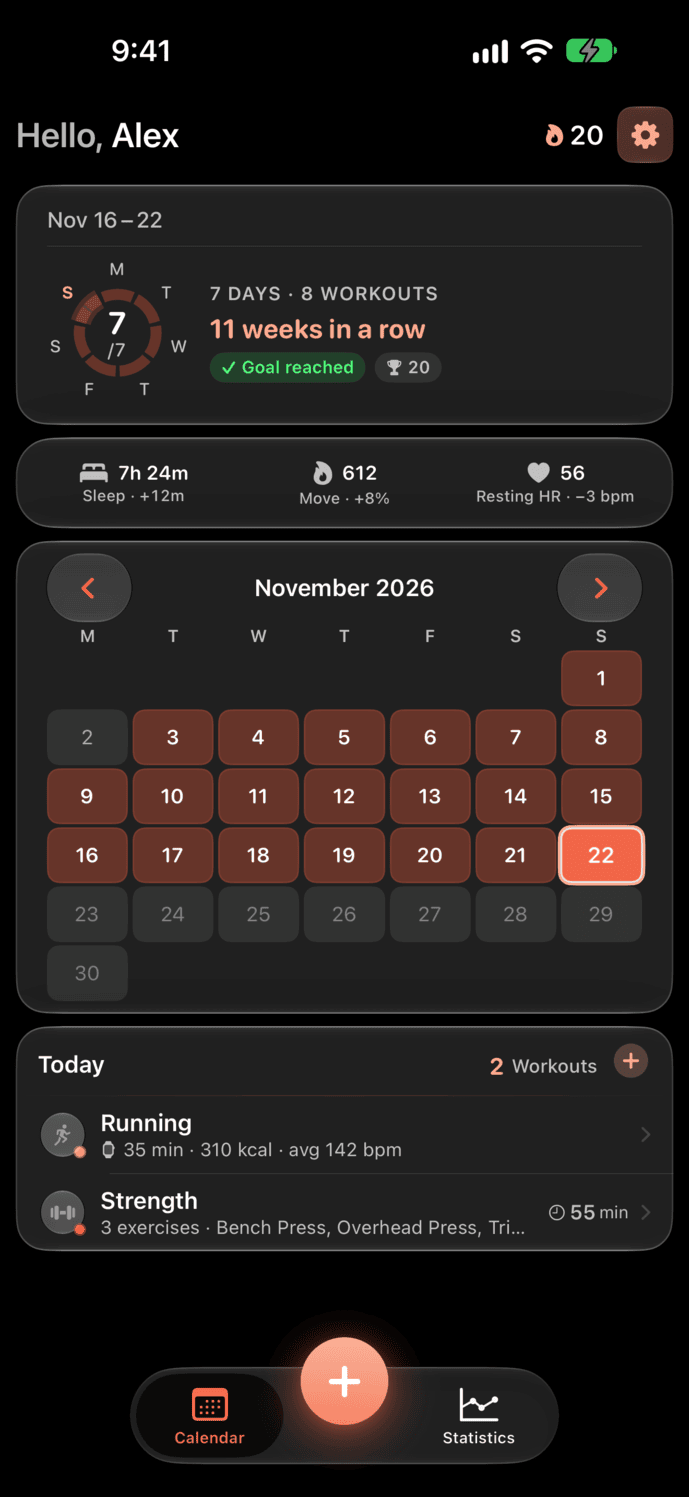 9:41
Hello, Alex
20
Nov 16 – 22
M
T
W
T
F
S
S
7
/7
7 DAYS · 8 WORKOUTS
11 weeks in a row
✓ Goal reached
20
7h 24m
Sleep · +12m
612
Move · +8%
56
Resting HR · −3 bpm
November 2026
M T W T F S S
1
2 3 4 5 6 7 8
9 10 11 12 13 14 15
16 17 18 19 20 21 22
23 24 25 26 27 28 29
30
Today
2 Workouts
Running
35 min · 310 kcal · avg 142 bpm
Strength
3 exercises · Bench Press, Overhead Press, Tri...
55 min
Calendar
Statistics